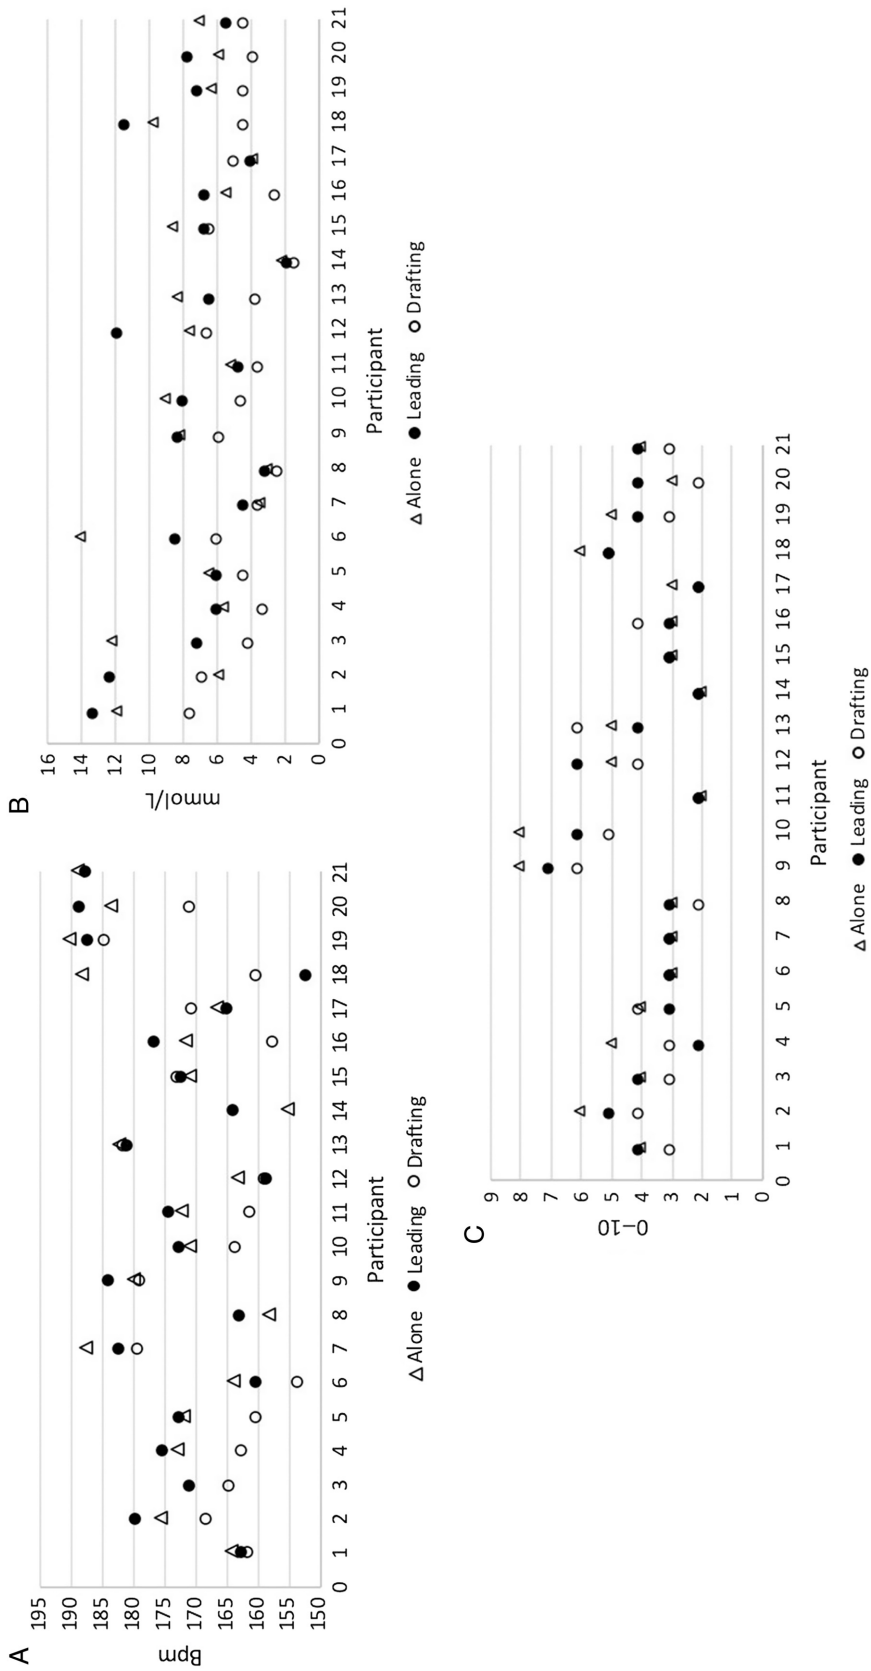 A
195
190
185
180
175
170
165
160
155
150
Bpm
0 1 2 3 4 5 6 7 8 9 10 11 12 13 14 15 16 17 18 19 20 21
Participant
Alone Leading Drafting
B
16
14
12
10
8
6
4
2
0
mmol/L
0 1 2 3 4 5 6 7 8 9 10 11 12 13 14 15 16 17 18 19 20 21
Participant
Alone Leading Drafting
C
9
8
7
6
5
4
3
2
1
0
0–10
0 1 2 3 4 5 6 7 8 9 10 11 12 13 14 15 16 17 18 19 20 21
Participant
Alone Leading Drafting